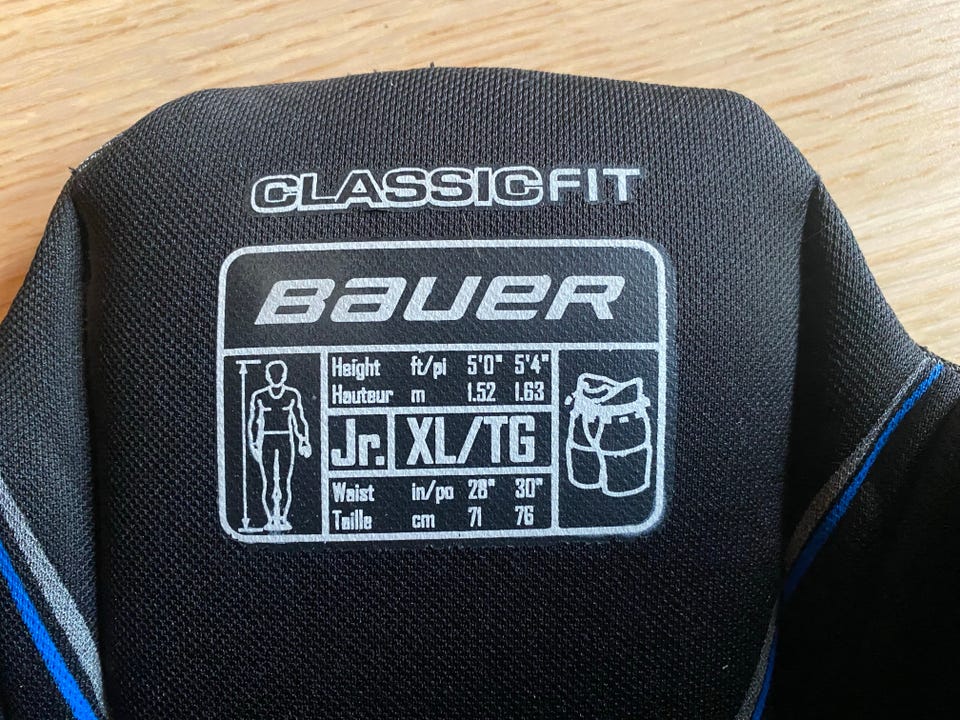 CLASSICFIT
BAUER
Height ft/pi 5'0" 5'4"
Hauteur m 1.52 1.63
Jr. XL/TG
Waist in/po 28" 30"
Taille cm 71 76